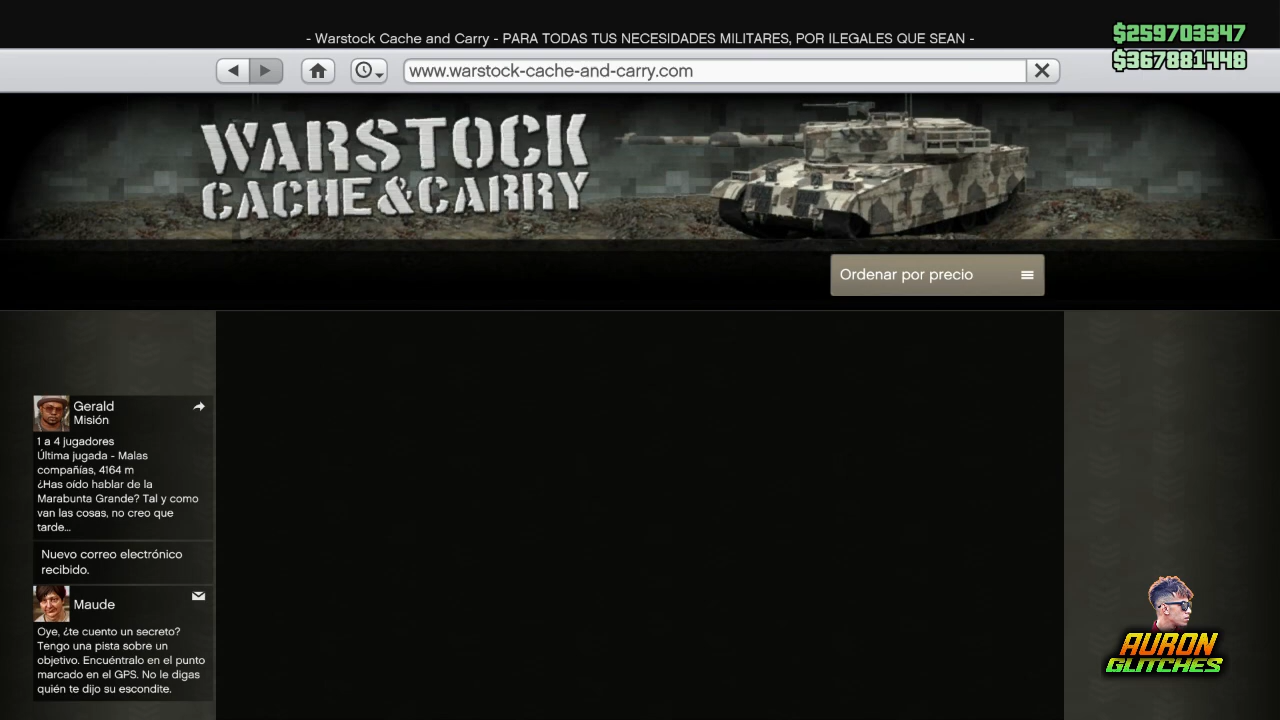 - Warstock Cache and Carry - PARA TODAS TUS NECESIDADES MILITARES, POR ILEGALES QUE SEAN -
$259703347
$367881448
www.warstock-cache-and-carry.com
WARSTOCK
CACHE&CARRY
Ordenar por precio
Gerald
Misión
1 a 4 jugadores
Última jugada - Malas
compañías, 4164 m
¿Has oído hablar de la
Marabunta Grande? Tal y como
van las cosas, no creo que
tarde...
Nuevo correo electrónico
recibido.
Maude
Oye, ¿te cuento un secreto?
Tengo una pista sobre un
objetivo. Encuéntralo en el punto
marcado en el GPS. No le digas
quién te dijo su escondite.
AURON
GLITCHES